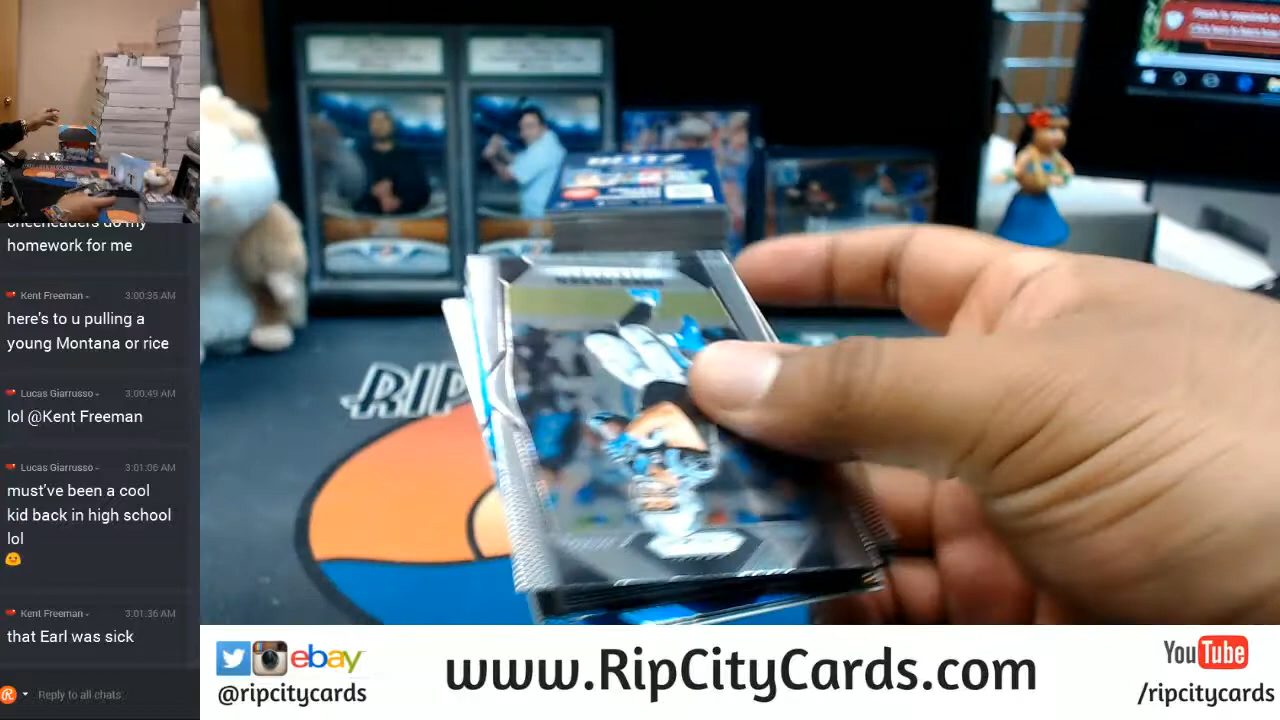 cheerleaders do my
homework for me
Kent Freeman
3:00:35 AM
here's to u pulling a
young Montana or rice
Lucas Giarrusso
3:00:49 AM
lol @Kent Freeman
Lucas Giarrusso
3:01:06 AM
must've been a cool
kid back in high school
lol
Kent Freeman
3:01:36 AM
that Earl was sick
Reply to all chats:
RIP
ebay
@ripcitycards
www.RipCityCards.com
YouTube
/ripcitycards